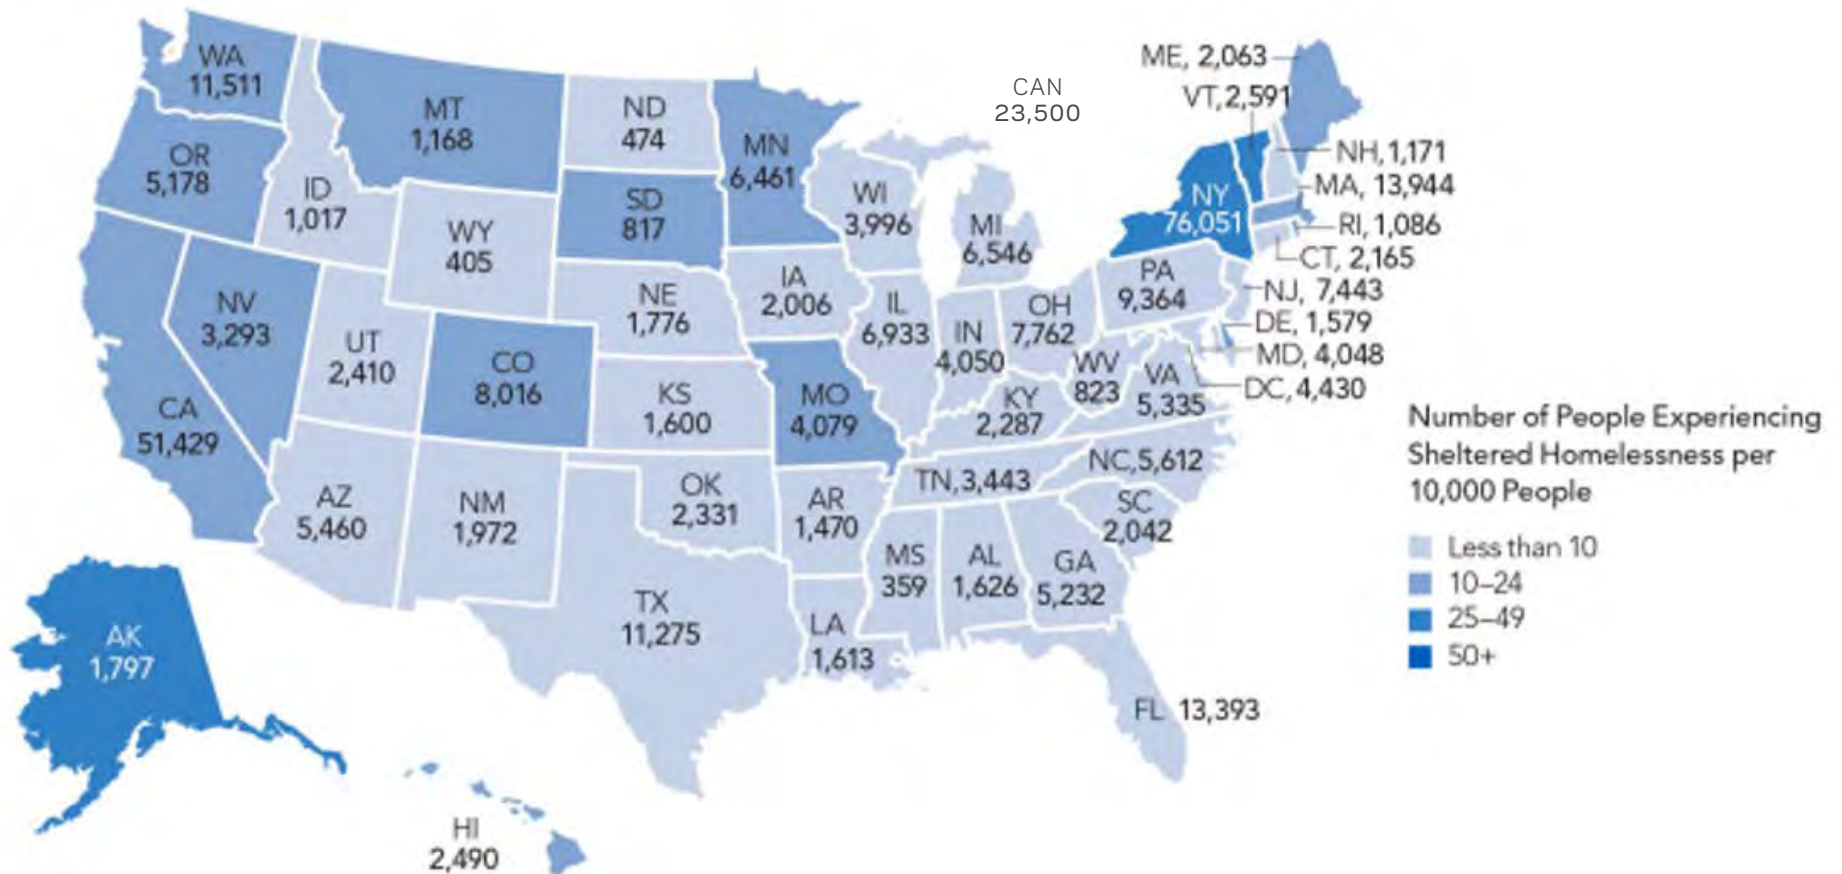 WA
11,511
MT
1,168
ND
474
MN
6,461
CAN
23,500
ME, 2,063
VT, 2,591
NH, 1,171
MA, 13,944
RI, 1,086
CT, 2,165
NJ, 7,443
DE, 1,579
MD, 4,048
DC, 4,430
OR
5,178
ID
1,017
WY
405
SD
817
WI
3,996
MI
6,546
NY
76,051
NV
3,293
UT
2,410
CO
8,016
NE
1,776
IA
2,006
IL
6,933
IN
4,050
OH
7,762
PA
9,364
CA
51,429
KS
1,600
MO
4,079
KY
2,287
WV
823
VA
5,335
AZ
5,460
NM
1,972
OK
2,331
AR
1,470
TN, 3,443
NC, 5,612
SC
2,042
MS
359
AL
1,626
GA
5,232
TX
11,275
LA
1,613
FL 13,393
AK
1,797
HI
2,490
Number of People Experiencing
Sheltered Homelessness per
10,000 People
Less than 10
10–24
25–49
50+